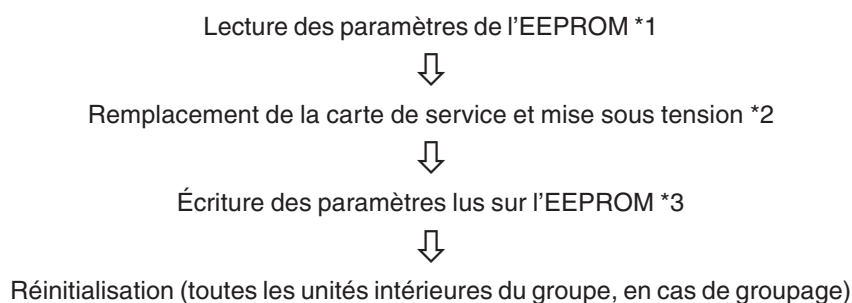 Lecture des paramètres de l’EEPROM *1
Remplacement de la carte de service et mise sous tension *2
Écriture des paramètres lus sur l’EEPROM *3
Réinitialisation (toutes les unités intérieures du groupe, en cas de groupage)